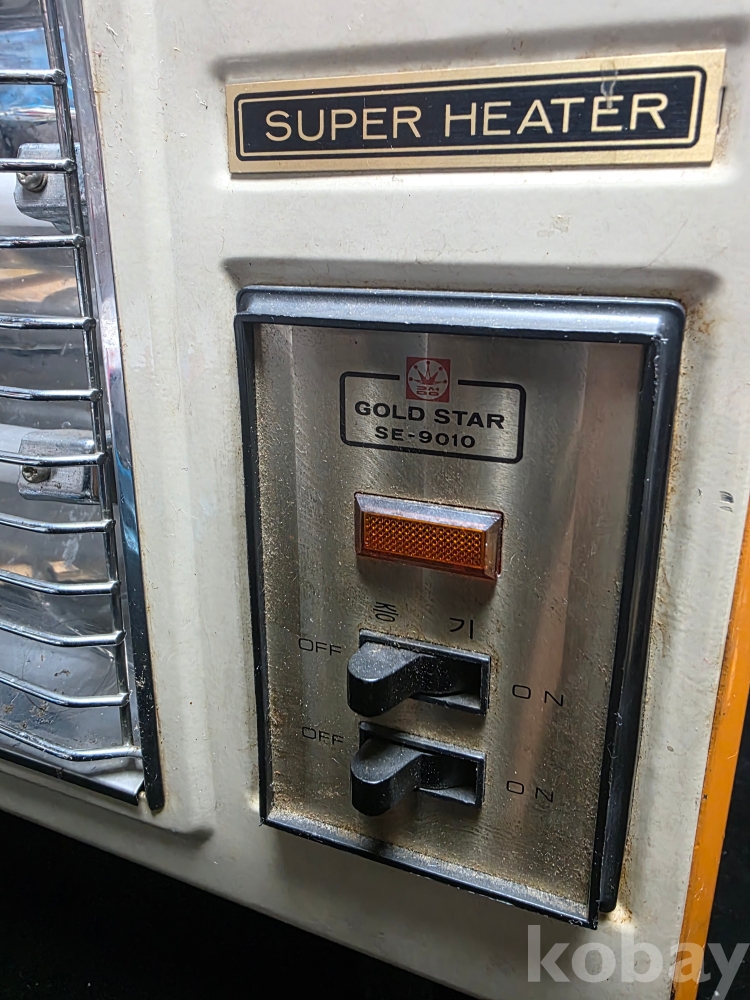 SUPER HEATER
GOLD STAR
SE-9010
증 기
OFF
ON
OFF
ON
kobay